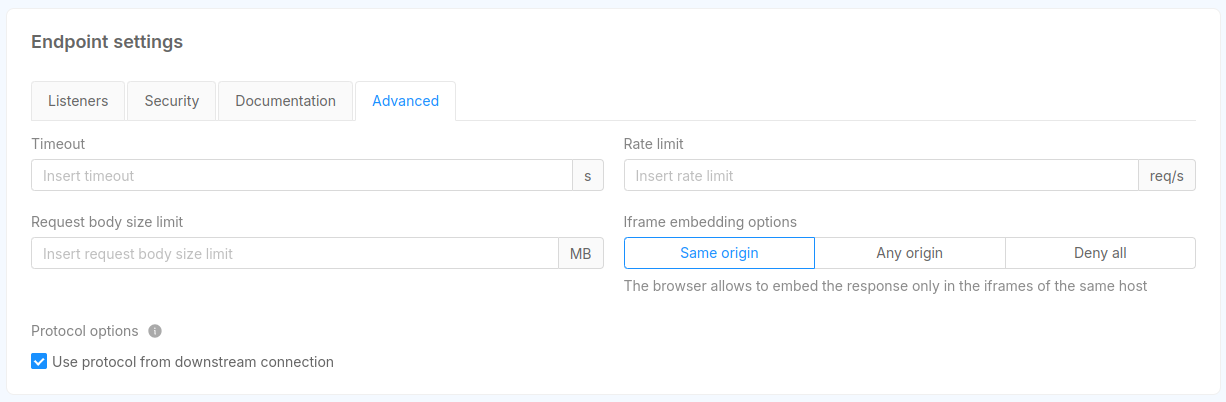 Endpoint settings
Listeners
Security
Documentation
Advanced
Timeout
Insert timeout
s
Rate limit
Insert rate limit
req/s
Request body size limit
Insert request body size limit
MB
Iframe embedding options
Same origin
Any origin
Deny all
The browser allows to embed the response only in the iframes of the same host
Protocol options
Use protocol from downstream connection